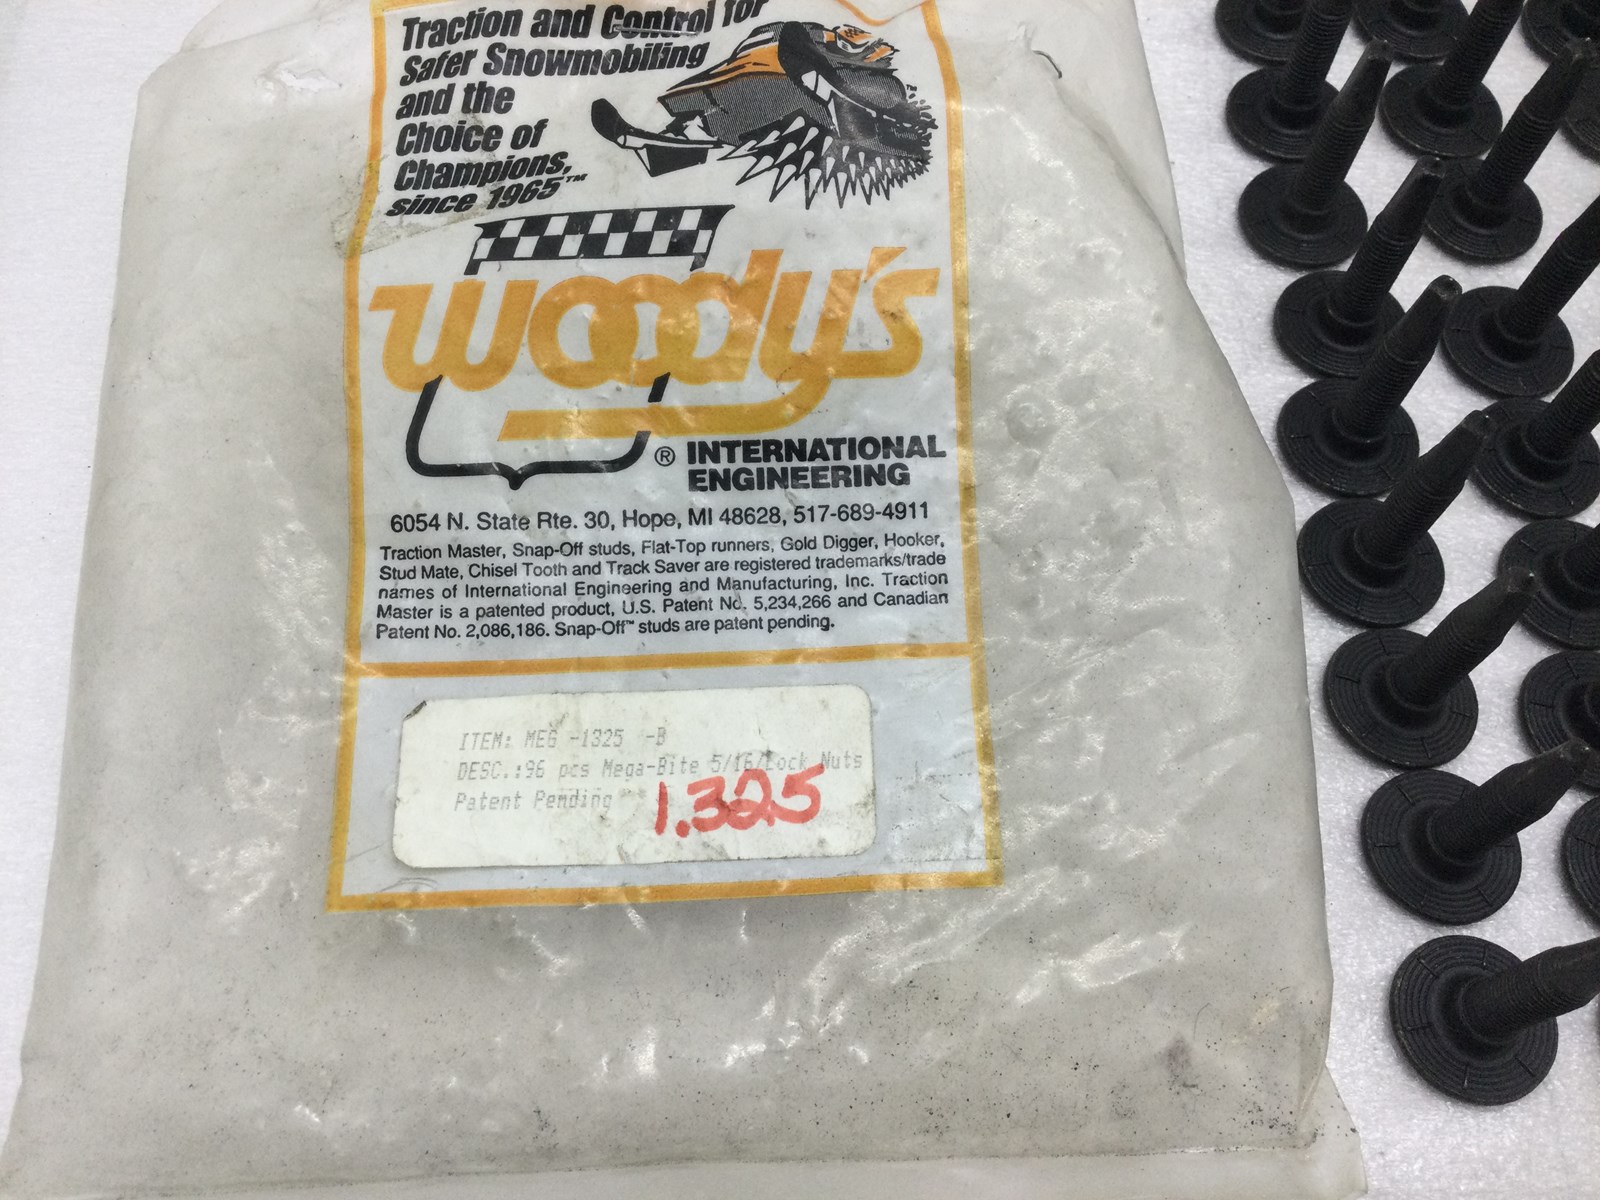 Traction and Control for
Safer Snowmobiling
and the
Choice of
Champions,
since 1965™
woody's
® INTERNATIONAL
ENGINEERING
6054 N. State Rte. 30, Hope, MI 48628, 517-689-4911
Traction Master, Snap-Off studs, Flat-Top runners, Gold Digger, Hooker,
Stud Mate, Chisel Tooth and Track Saver are registered trademarks/trade
names of International Engineering and Manufacturing, Inc. Traction
Master is a patented product, U.S. Patent No. 5,234,266 and Canadian
Patent No. 2,086,186. Snap-Off™ studs are patent pending.
ITEM: MEG -1325 -B
DESC.:96 pcs Mega-Bite 5/16/Lock Nuts
Patent Pending
1.325